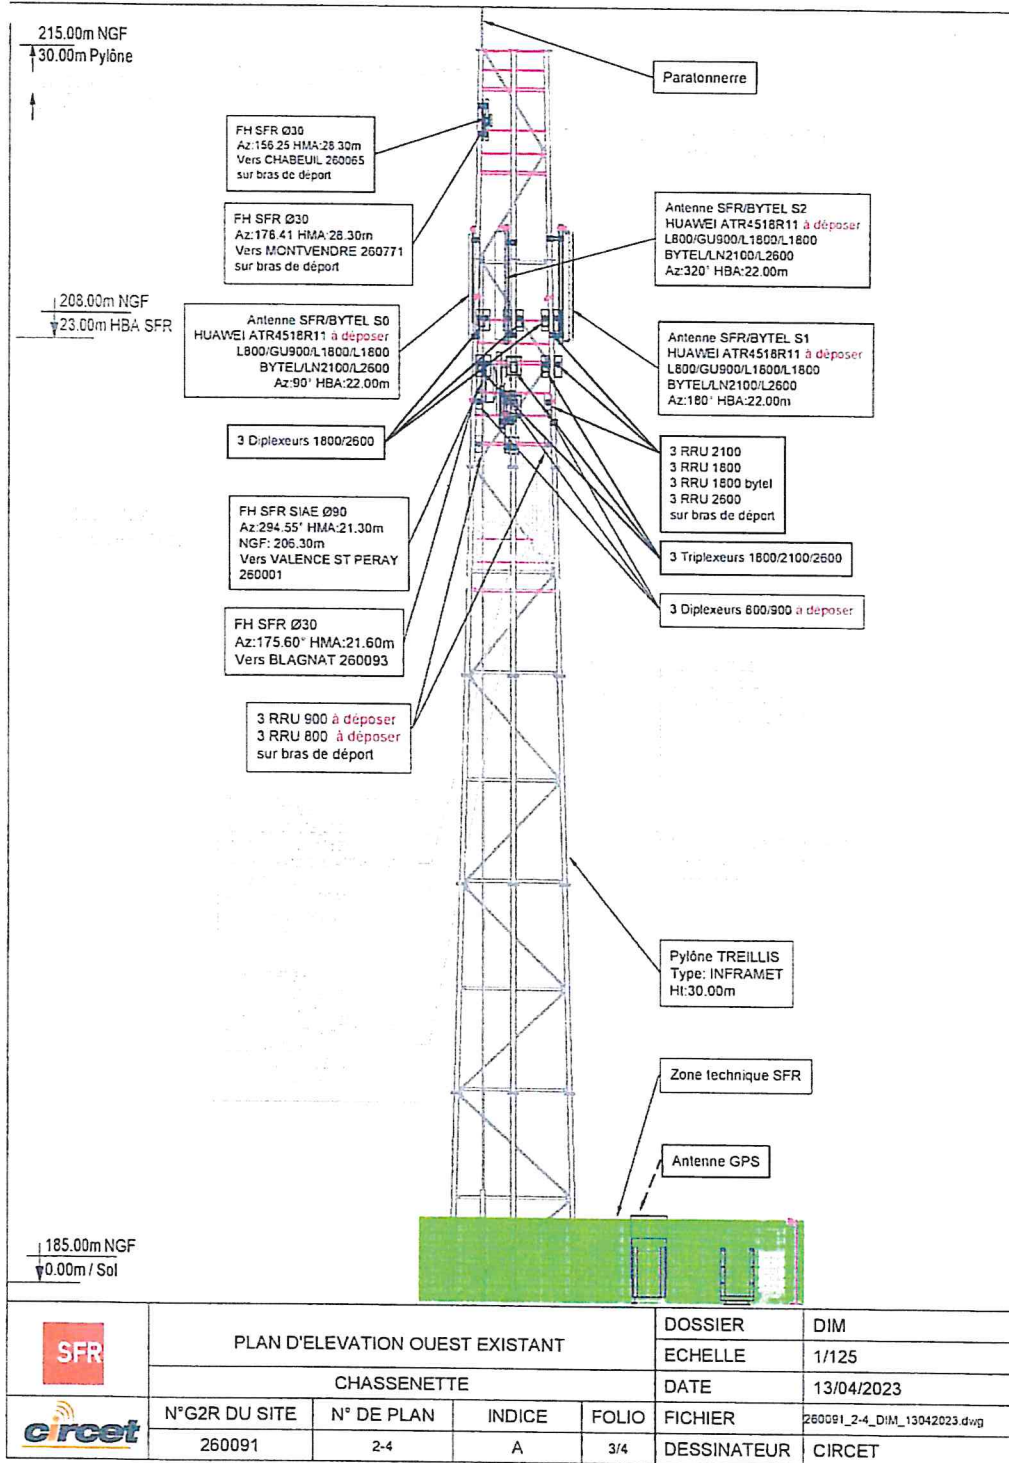 215.00m NGF
30.00m Pylône
Paratonnerre
FH SFR Ø30
Az:156.25 HMA:28.30m
Vers CHABEUIL 260065
sur bras de déport
FH SFR Ø30
Az:178.41 HMA:28.30m
Vers MONTVENDRE 260771
sur bras de déport
Antenne SFR/BYTEL S2
HUAWEI ATR4518R11 à déposer
L800/GU900/L1800/L1800
BYTEL/LN2100/L2600
Az:320° HBA:22.00m
208.00m NGF
23.00m HBA SFR
Antenne SFR/BYTEL S0
HUAWEI ATR4518R11 à déposer
L800/GU900/L1800/L1800
BYTEL/LN2100/L2600
Az:90° HBA:22.00m
Antenne SFR/BYTEL S1
HUAWEI ATR4518R11 à déposer
L800/GU900/L1800/L1800
BYTEL/LN2100/L2600
Az:180° HBA:22.00m
3 Diplexeurs 1800/2600
3 RRU 2100
3 RRU 1800
3 RRU 1800 bytel
3 RRU 2600
sur bras de déport
FH SFR SIAE Ø90
Az:294.55° HMA:21.30m
NGF: 206.30m
Vers VALENCE ST PERAY
260001
3 Triplexeurs 1800/2100/2600
3 Diplexeurs 800/900 à déposer
FH SFR Ø30
Az:175.60° HMA:21.60m
Vers BLAGNAT 260093
3 RRU 900 à déposer
3 RRU 800 à déposer
sur bras de déport
Pylône TREILLIS
Type: INFRAMET
Ht:30.00m
Zone technique SFR
Antenne GPS
185.00m NGF
0.00m / Sol
SFR
PLAN D'ELEVATION OUEST EXISTANT
DOSSIER DIM
ECHELLE 1/125
CHASSENETTE
DATE 13/04/2023
circet
N°G2R DU SITE N° DE PLAN INDICE FOLIO FICHIER 260091_2-4_DIM_13042023.dwg
260091 2-4 A 3/4 DESSINATEUR CIRCET